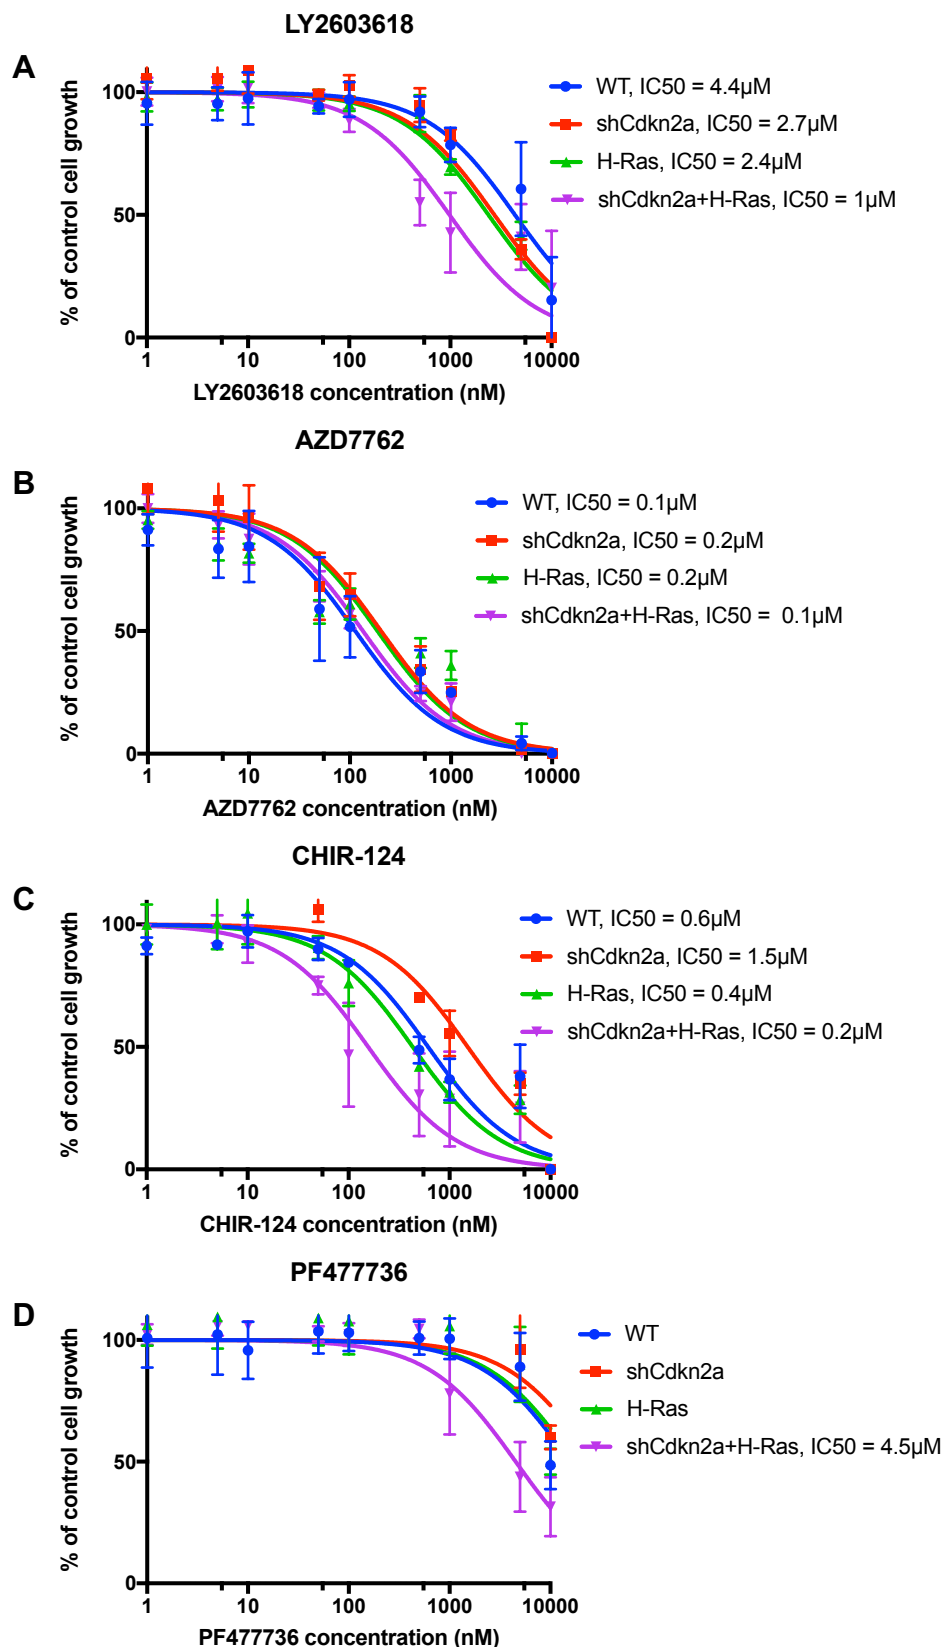 LY2603618
A
100
50
0
1
10
100
1000
10000
% of control cell growth
LY2603618 concentration (nM)
WT, IC50 = 4.4µM
shCdkn2a, IC50 = 2.7µM
H-Ras, IC50 = 2.4µM
shCdkn2a+H-Ras, IC50 = 1µM
AZD7762
B
100
50
0
1
10
100
1000
10000
% of control cell growth
AZD7762 concentration (nM)
WT, IC50 = 0.1µM
shCdkn2a, IC50 = 0.2µM
H-Ras, IC50 = 0.2µM
shCdkn2a+H-Ras, IC50 = 0.1µM
CHIR-124
C
100
50
0
1
10
100
1000
10000
% of control cell growth
CHIR-124 concentration (nM)
WT, IC50 = 0.6µM
shCdkn2a, IC50 = 1.5µM
H-Ras, IC50 = 0.4µM
shCdkn2a+H-Ras, IC50 = 0.2µM
PF477736
D
100
50
0
1
10
100
1000
10000
% of control cell growth
PF477736 concentration (nM)
WT
shCdkn2a
H-Ras
shCdkn2a+H-Ras, IC50 = 4.5µM